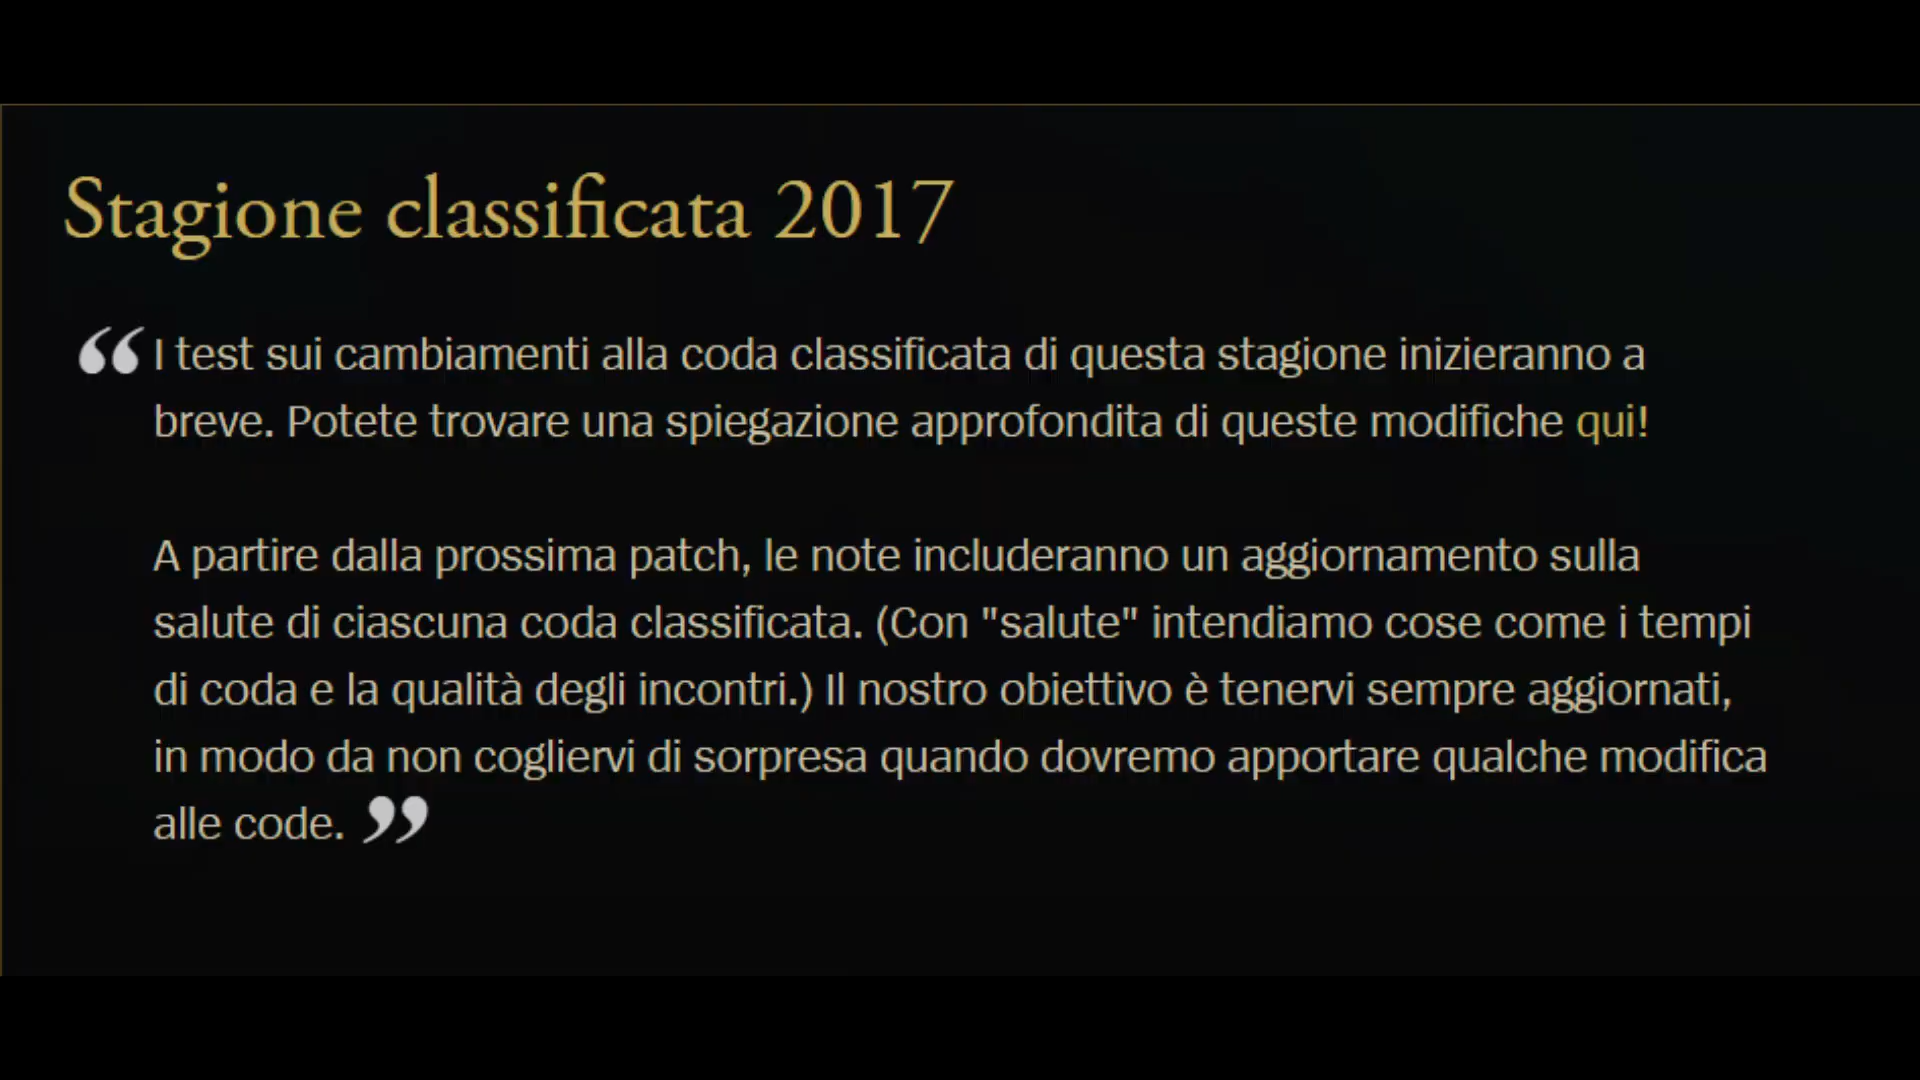 Stagione classificata 2017
“I test sui cambiamenti alla coda classificata di questa stagione inizieranno a
breve. Potete trovare una spiegazione approfondita di queste modifiche qui!
A partire dalla prossima patch, le note includeranno un aggiornamento sulla
salute di ciascuna coda classificata. (Con "salute" intendiamo cose come i tempi
di coda e la qualità degli incontri.) Il nostro obiettivo è tenervi sempre aggiornati,
in modo da non cogliervi di sorpresa quando dovremo apportare qualche modifica
alle code. ”